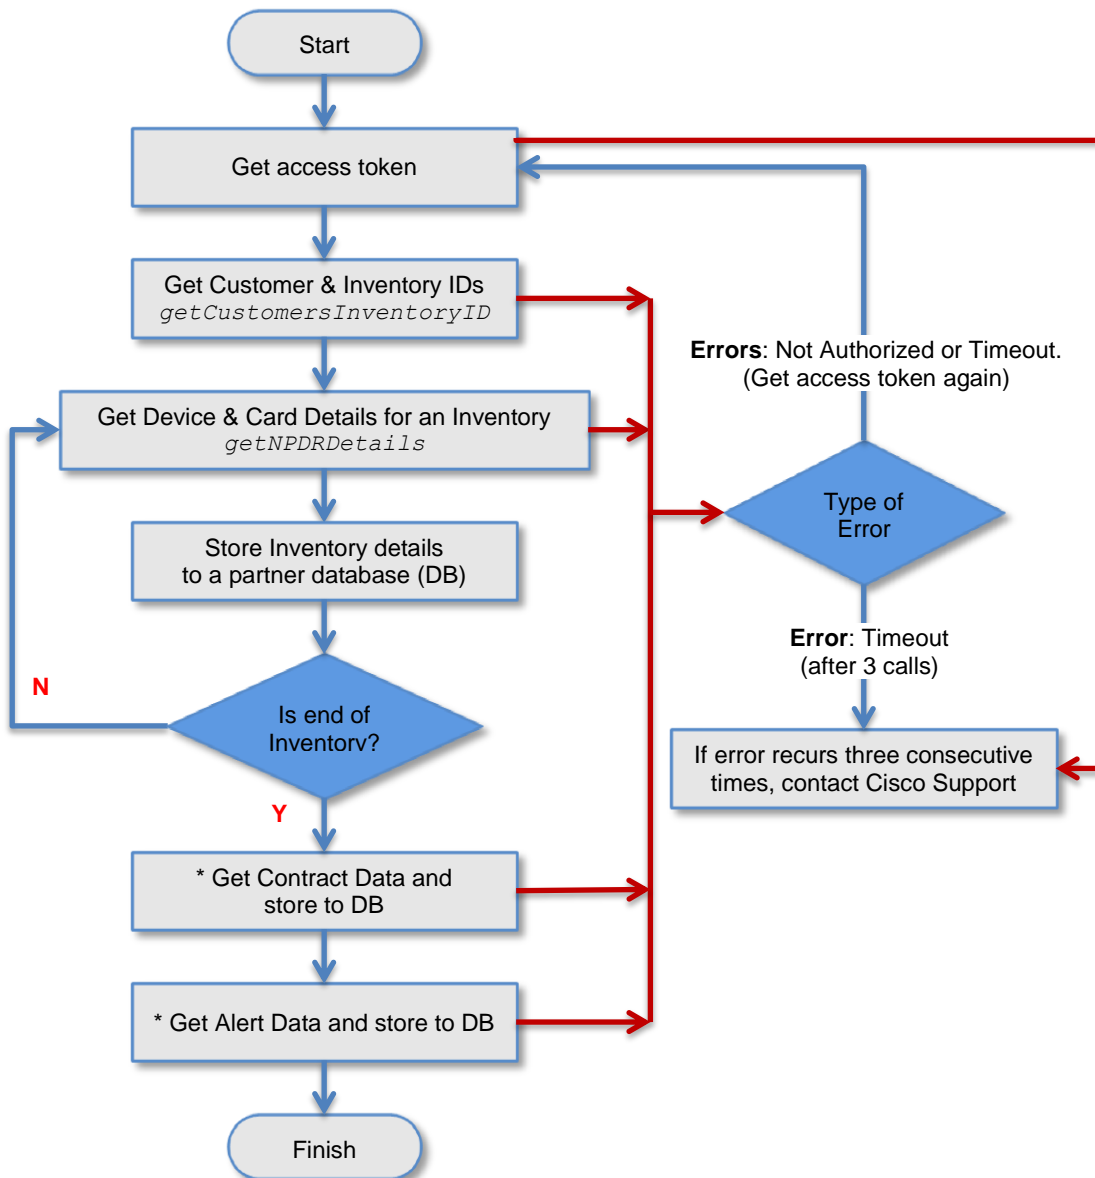 Start
Get access token
Get Customer & Inventory IDs
getCustomersInventoryID
Errors: Not Authorized or Timeout.
(Get access token again)
Get Device & Card Details for an Inventory
getNPDRDetails
Type of
Error
Store Inventory details
to a partner database (DB)
Error: Timeout
(after 3 calls)
N
Is end of
Inventory?
If error recurs three consecutive
times, contact Cisco Support
Y
* Get Contract Data and
store to DB
* Get Alert Data and store to DB
Finish